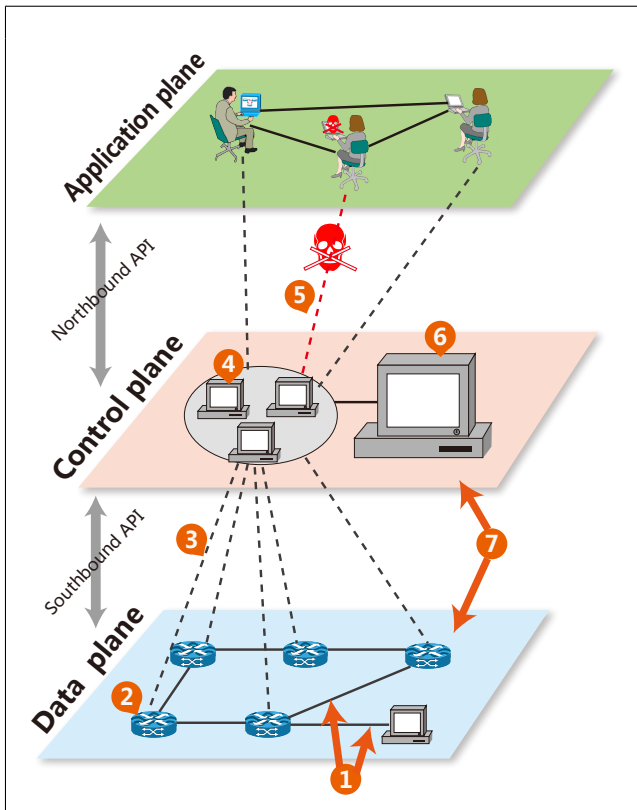 Application plane
5
Northbound API
6
4
Control plane
3
7
Southbound API
2
Data plane
1